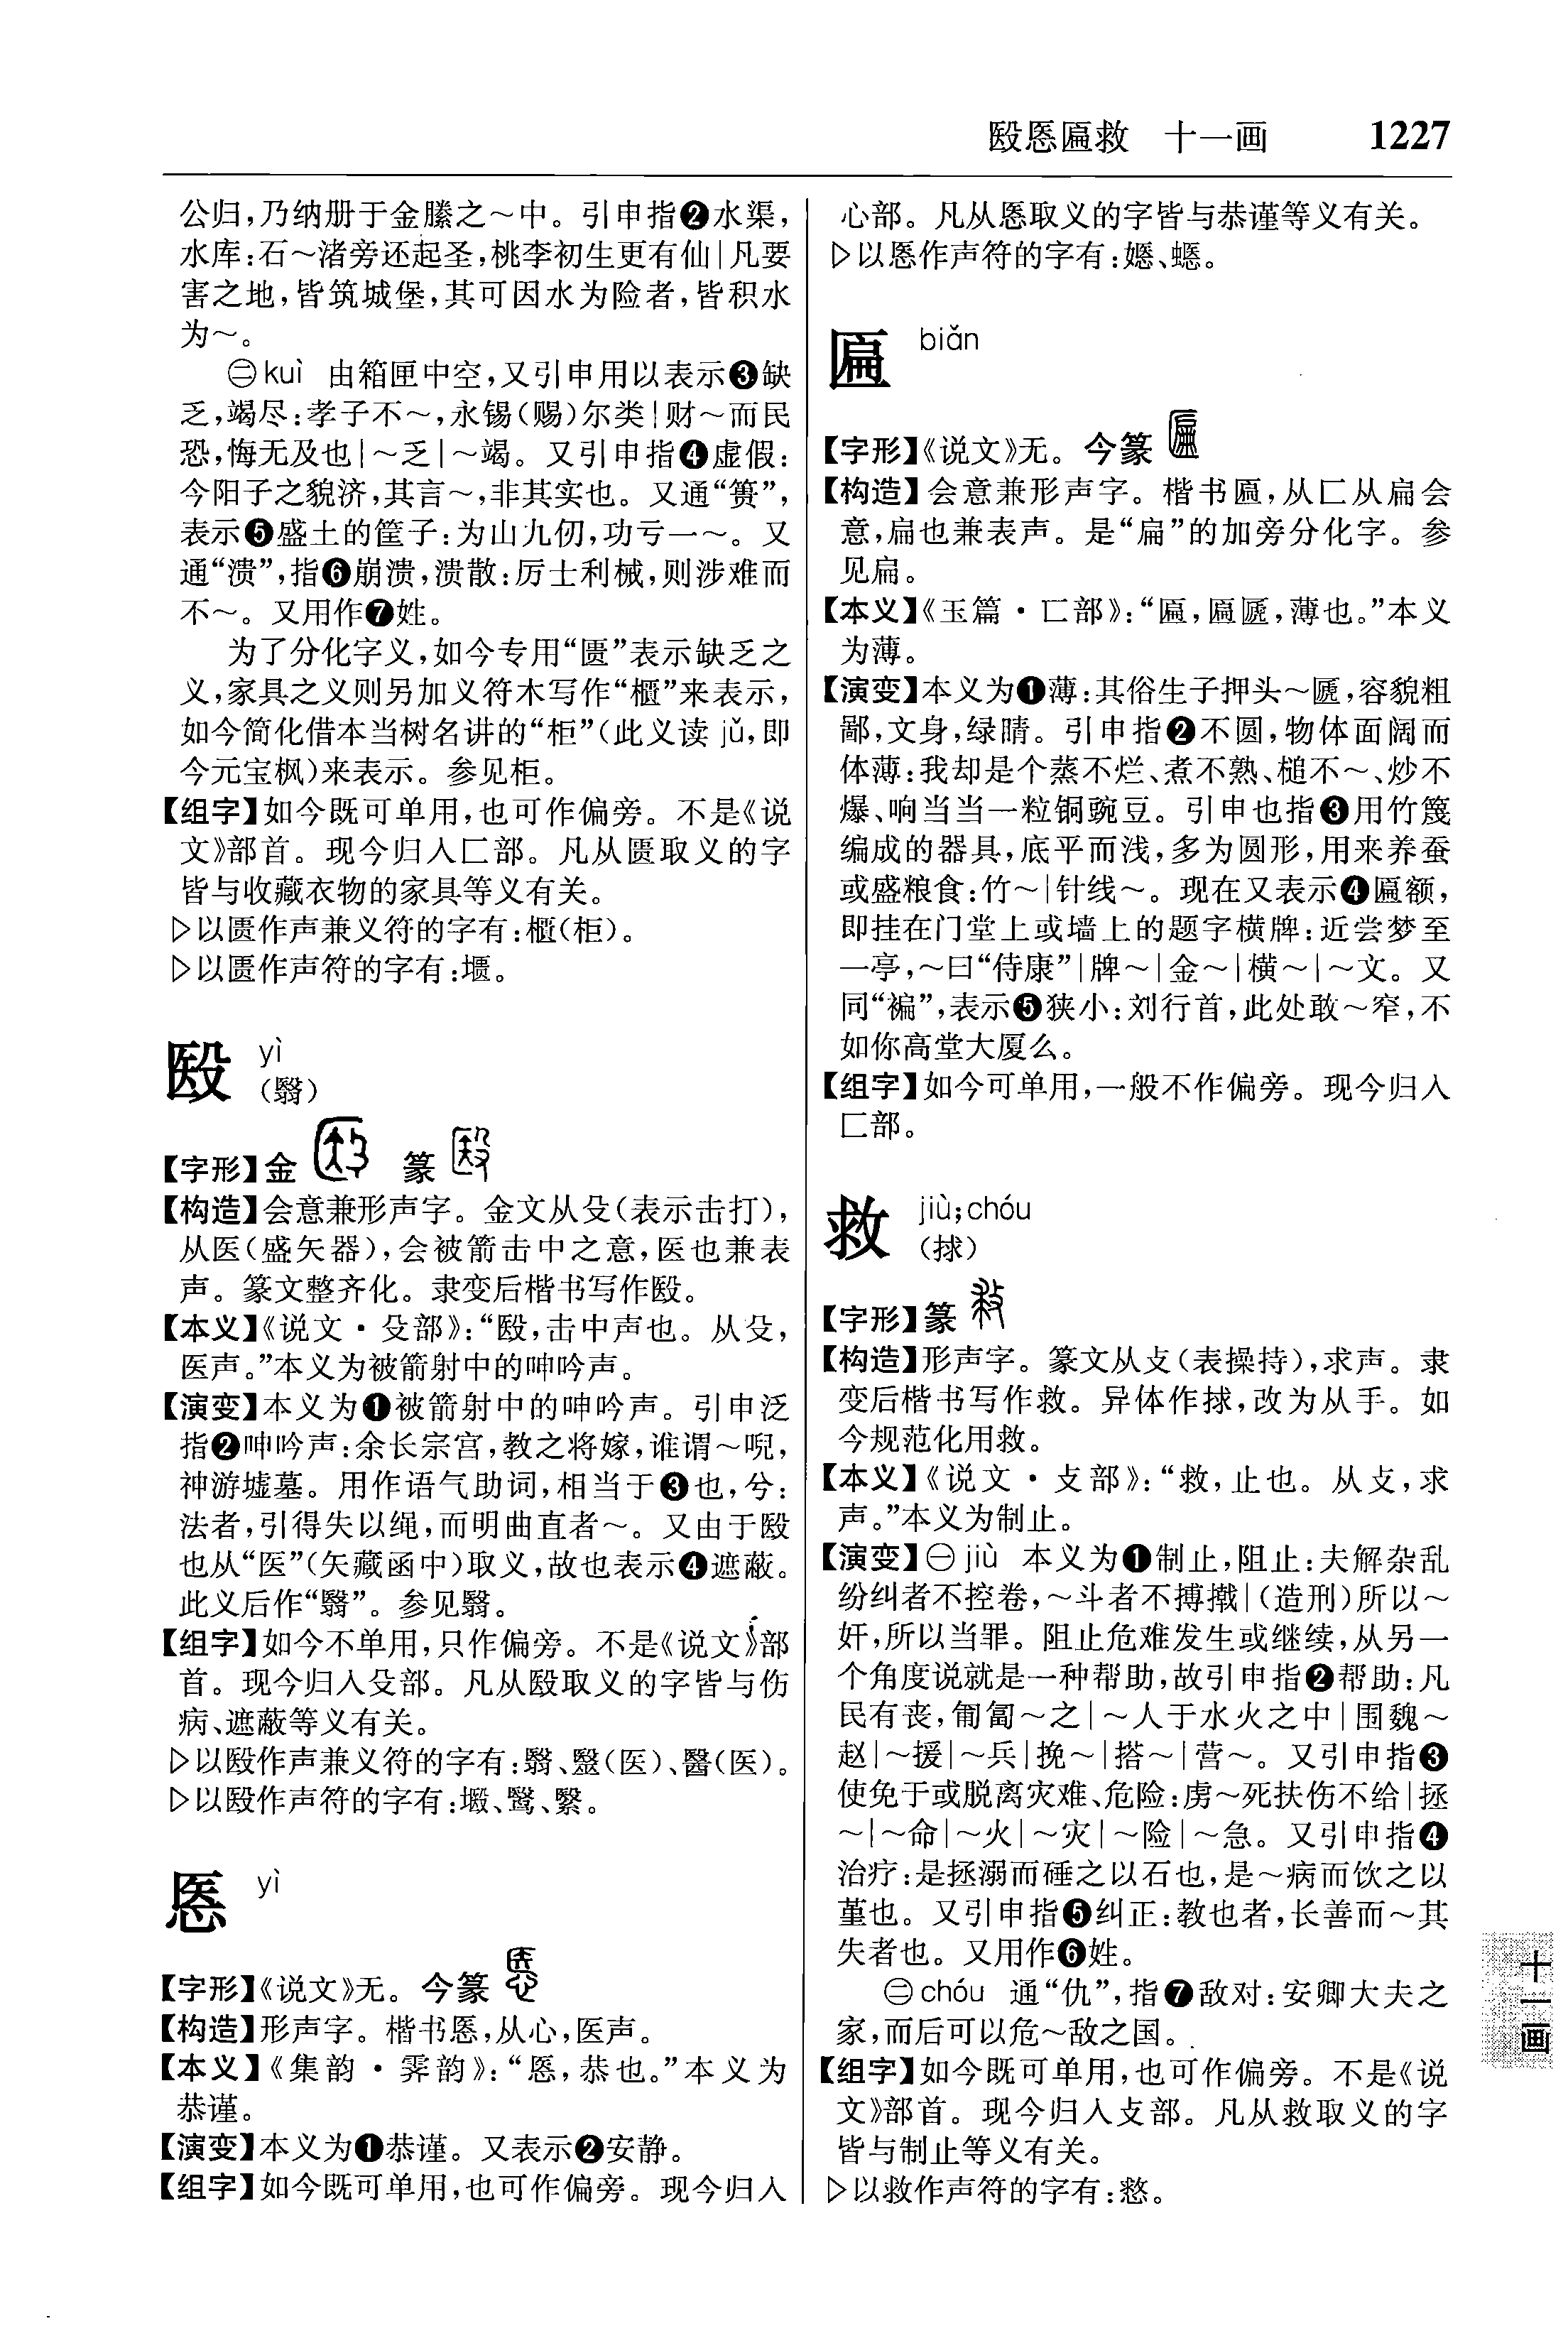 殹悘匾救 十一画 1227
公归，乃纳册于金縢之～中。引申指❷水渠，
水库：石～渚旁还起圣，桃李初生更有仙|凡要
害之地，皆筑城堡，其可因水为险者，皆积水
为～。
㊁kuì 由箱匣中空，又引申用以表示❸缺
乏，竭尽：孝子不～，永锡（赐）尔类|财～而民
恐，悔无及也|～乏|～竭。又引申指❹虚假：
今阳子之貌济，其言～，非其实也。又通“篑”，
表示❺盛土的筐子：为山九仞，功亏一～。又
通“溃”，指❻崩溃，溃散：厉士利械，则涉难而
不～。又用作❼姓。
为了分化字义，如今专用“匮”表示缺乏之
义，家具之义则另加义符木写作“櫃”来表示，
如今简化借本当树名讲的“柜”（此义读 jǔ，即
今元宝枫）来表示。参见柜。
【组字】如今既可单用，也可作偏旁。不是《说
文》部首。现今归入匚部。凡从匮取义的字
皆与收藏衣物的家具等义有关。
▷以匮作声兼义符的字有：櫃（柜）。
▷以匮作声符的字有：㙺。
殹 yì
（翳）
【字形】金 篆
【构造】会意兼形声字。金文从殳（表示击打），
从医（盛矢器），会被箭击中之意，医也兼表
声。篆文整齐化。隶变后楷书写作殹。
【本义】《说文·殳部》：“殹，击中声也。从殳，
医声。”本义为被箭射中的呻吟声。
【演变】本义为❶被箭射中的呻吟声。引申泛
指❷呻吟声：余长宗宫，教之将嫁，谁谓～哯，
神游墟墓。用作语气助词，相当于❸也，兮：
法者，引得失以绳，而明曲直者～。又由于殹
也从“医”（矢藏函中）取义，故也表示❹遮蔽。
此义后作“翳”。参见翳。
【组字】如今不单用，只作偏旁。不是《说文》部
首。现今归入殳部。凡从殹取义的字皆与伤
病、遮蔽等义有关。
▷以殹作声兼义符的字有：翳、毉（医）、醫（医）。
▷以殹作声符的字有：墢、鹥、繄。
悘 yì
【字形】《说文》无。今篆
【构造】形声字。楷书悘，从心，医声。
【本义】《集韵·霁韵》：“悘，恭也。”本义为
恭谨。
【演变】本义为❶恭谨。又表示❷安静。
【组字】如今既可单用，也可作偏旁。现今归入
心部。凡从悘取义的字皆与恭谨等义有关。
▷以悘作声符的字有：嫕、螕。
匾 biǎn
【字形】《说文》无。今篆
【构造】会意兼形声字。楷书匾，从匚从扁会
意，扁也兼表声。是“扁”的加旁分化字。参
见扁。
【本义】《玉篇·匸部》：“匾，匾㔸，薄也。”本义
为薄。
【演变】本义为❶薄：其俗生子押头～㔸，容貌粗
鄙，文身，绿睛。引申指❷不圆，物体面阔而
体薄：我却是个蒸不烂、煮不熟、槌不～、炒不
爆、响当当一粒铜豌豆。引申也指❸用竹篾
编成的器具，底平而浅，多为圆形，用来养蚕
或盛粮食：竹～|针线～。现在又表示❹匾额，
即挂在门堂上或墙上的题字横牌：近尝梦至
一亭，～曰“侍康”|牌～|金～|横～|～文。又
同“褊”，表示❺狭小：刘行首，此处敢～窄，不
如你高堂大厦么。
【组字】如今可单用，一般不作偏旁。现今归入
匚部。
救 jiù；chóu
（捄）
【字形】篆
【构造】形声字。篆文从攴（表操持），求声。隶
变后楷书写作救。异体作捄，改为从手。如
今规范化用救。
【本义】《说文·攴部》：“救，止也。从攴，求
声。”本义为制止。
【演变】㊀jiù 本义为❶制止，阻止：夫解杂乱
纷纠者不控卷，～斗者不搏撠|（造刑）所以～
奸，所以当罪。阻止危难发生或继续，从另一
个角度说就是一种帮助，故引申指❷帮助：凡
民有丧，匍匐～之|～人于水火之中|围魏～
赵|～援|～兵|挽～|搭～|营～。又引申指❸
使免于或脱离灾难、危险：虏～死扶伤不给|拯
～|～命|～火|～灾|～险|～急。又引申指❹
治疗：是拯溺而硾之以石也，是～病而饮之以
堇也。又引申指❺纠正：教也者，长善而～其
失者也。又用作❻姓。
㊁chóu 通“仇”，指❼敌对：安卿大夫之
家，而后可以危～敌之国。
【组字】如今既可单用，也可作偏旁。不是《说
文》部首。现今归入攴部。凡从救取义的字
皆与制止等义有关。
▷以救作声符的字有：慦。
十一画